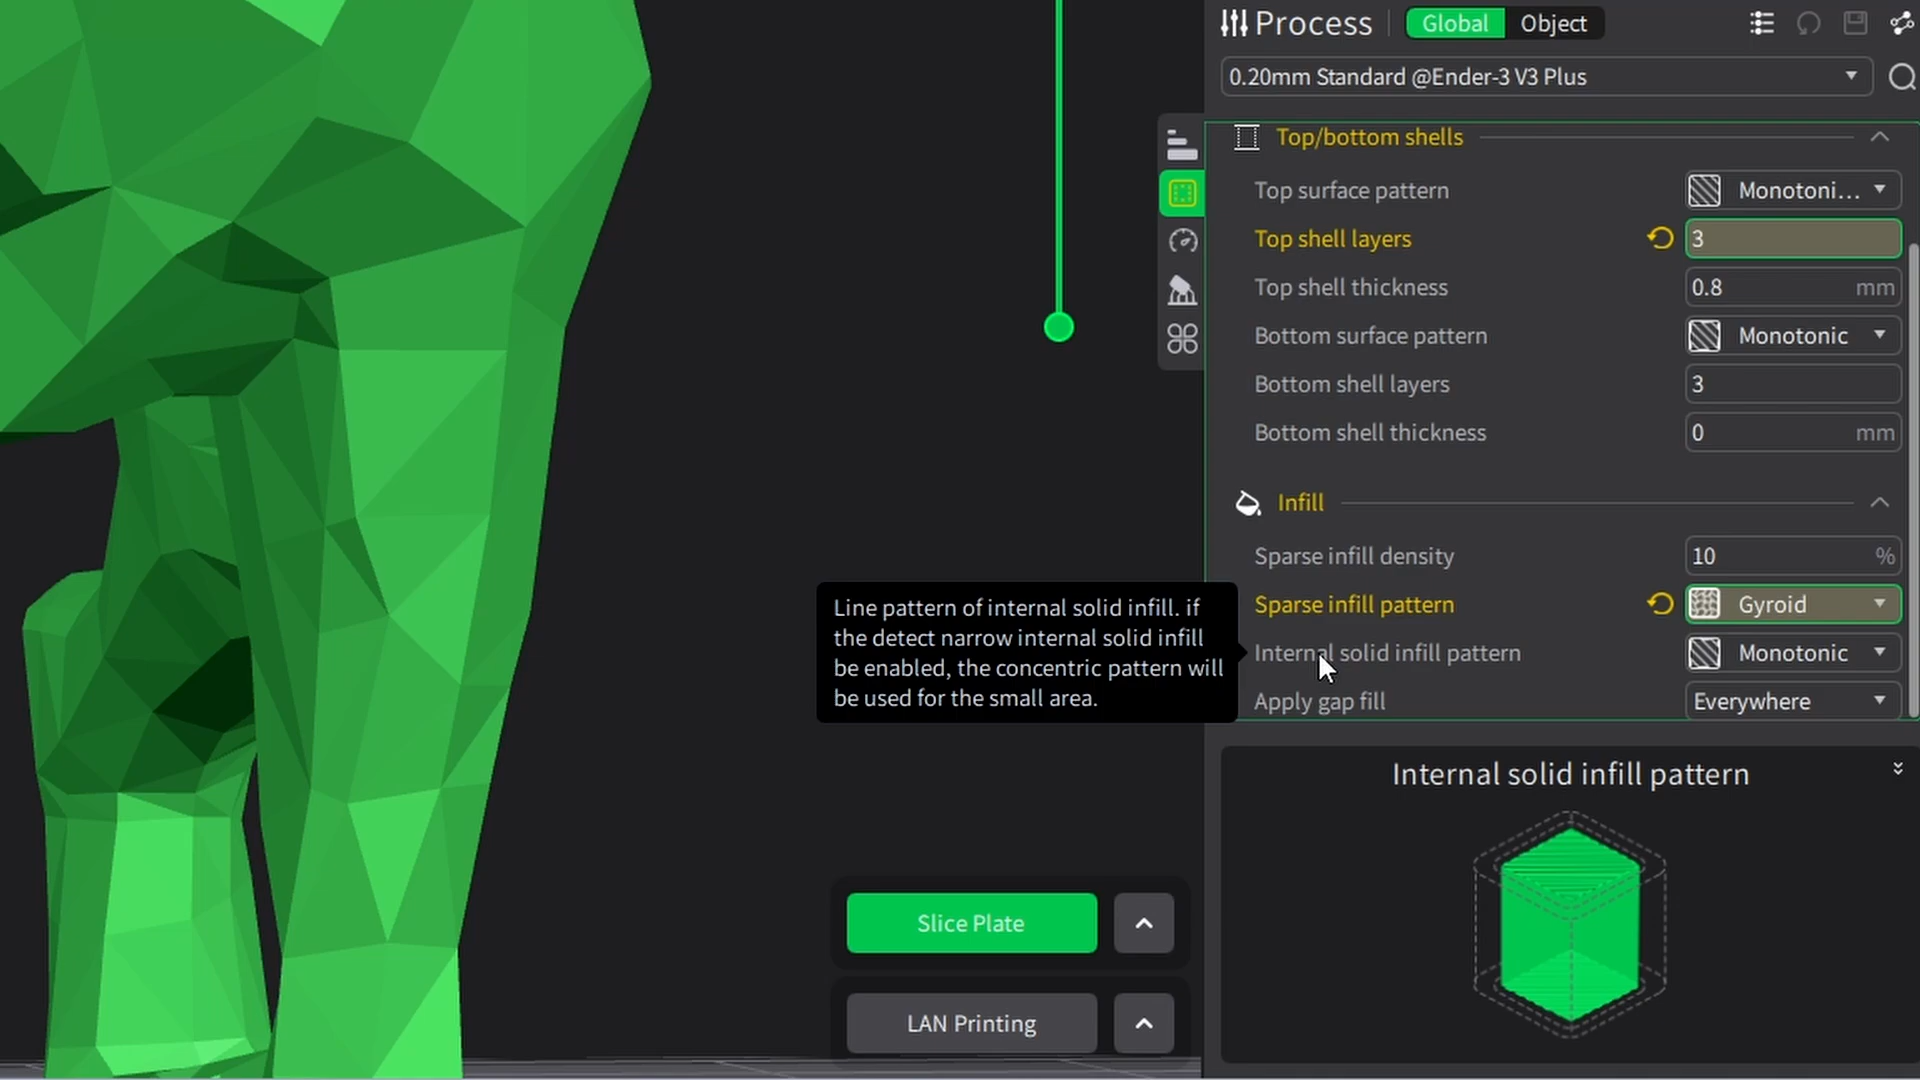 Process
Global
Object
0.20mm Standard @Ender-3 V3 Plus
Top/bottom shells
Top surface pattern
Monotoni...
Top shell layers
3
Top shell thickness
0.8 mm
Bottom surface pattern
Monotonic
Bottom shell layers
3
Bottom shell thickness
0 mm
Infill
Sparse infill density
10 %
Sparse infill pattern
Gyroid
Internal solid infill pattern
Monotonic
Apply gap fill
Everywhere
Line pattern of internal solid infill. if
the detect narrow internal solid infill
be enabled, the concentric pattern will
be used for the small area.
Internal solid infill pattern
Slice Plate
LAN Printing